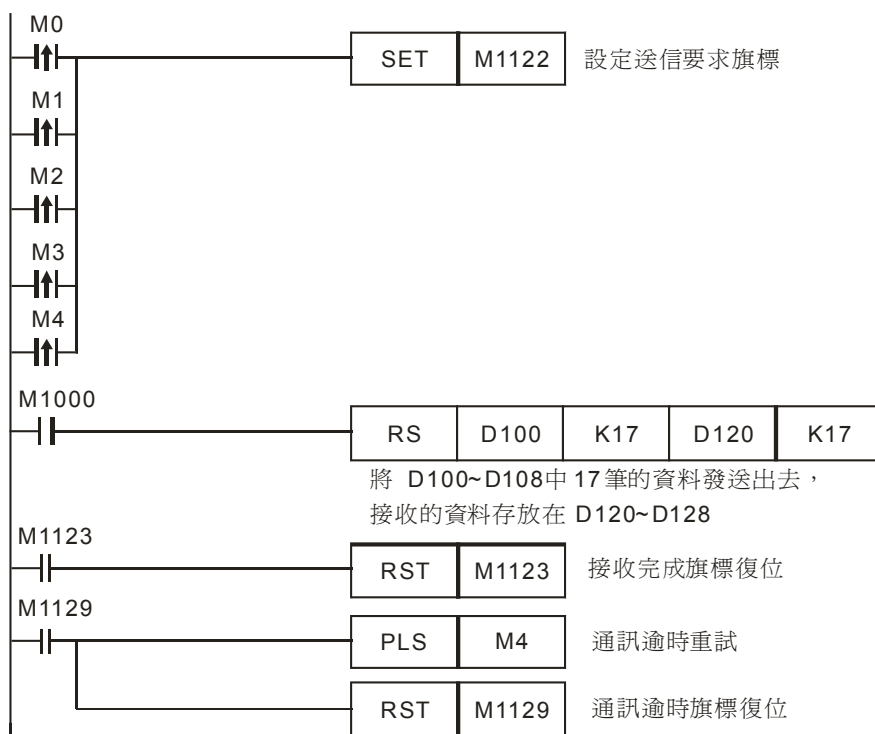 M0
SET M1122 設定送信要求旗標
M1
M2
M3
M4
M1000
RS D100 K17 D120 K17
將 D100~D108中 17筆的資料發送出去，
接收的資料存放在 D120~D128
M1123
RST M1123 接收完成旗標復位
M1129
PLS M4 通訊逾時重試
RST M1129 通訊逾時旗標復位